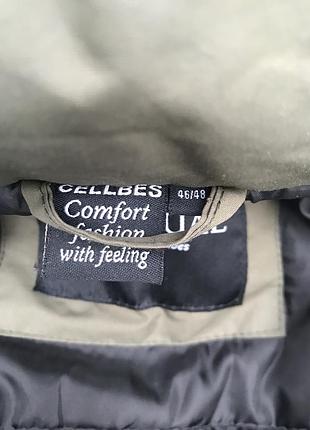 CELLBES
46/48
Comfort
fashion
with feeling